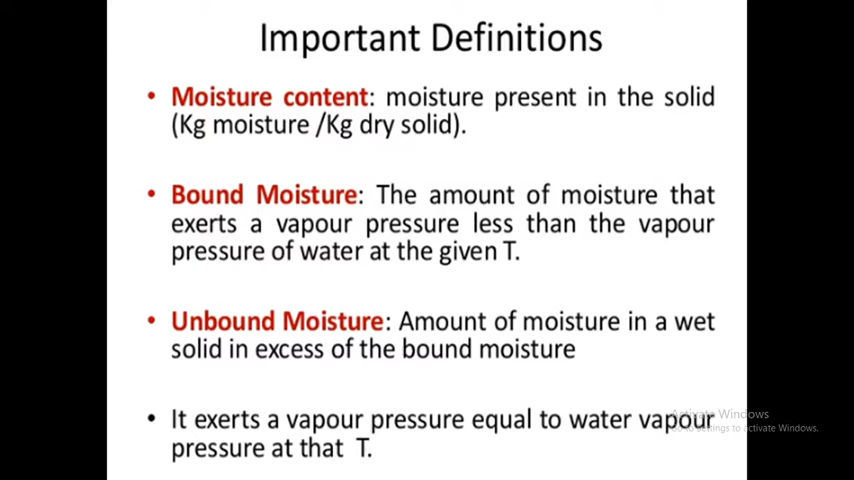 Important Definitions
• Moisture content: moisture present in the solid
(Kg moisture /Kg dry solid).
• Bound Moisture: The amount of moisture that
exerts a vapour pressure less than the vapour
pressure of water at the given T.
• Unbound Moisture: Amount of moisture in a wet
solid in excess of the bound moisture
• It exerts a vapour pressure equal to water vapour
pressure at that T.
Activate Windows
Go to Settings to activate Windows.